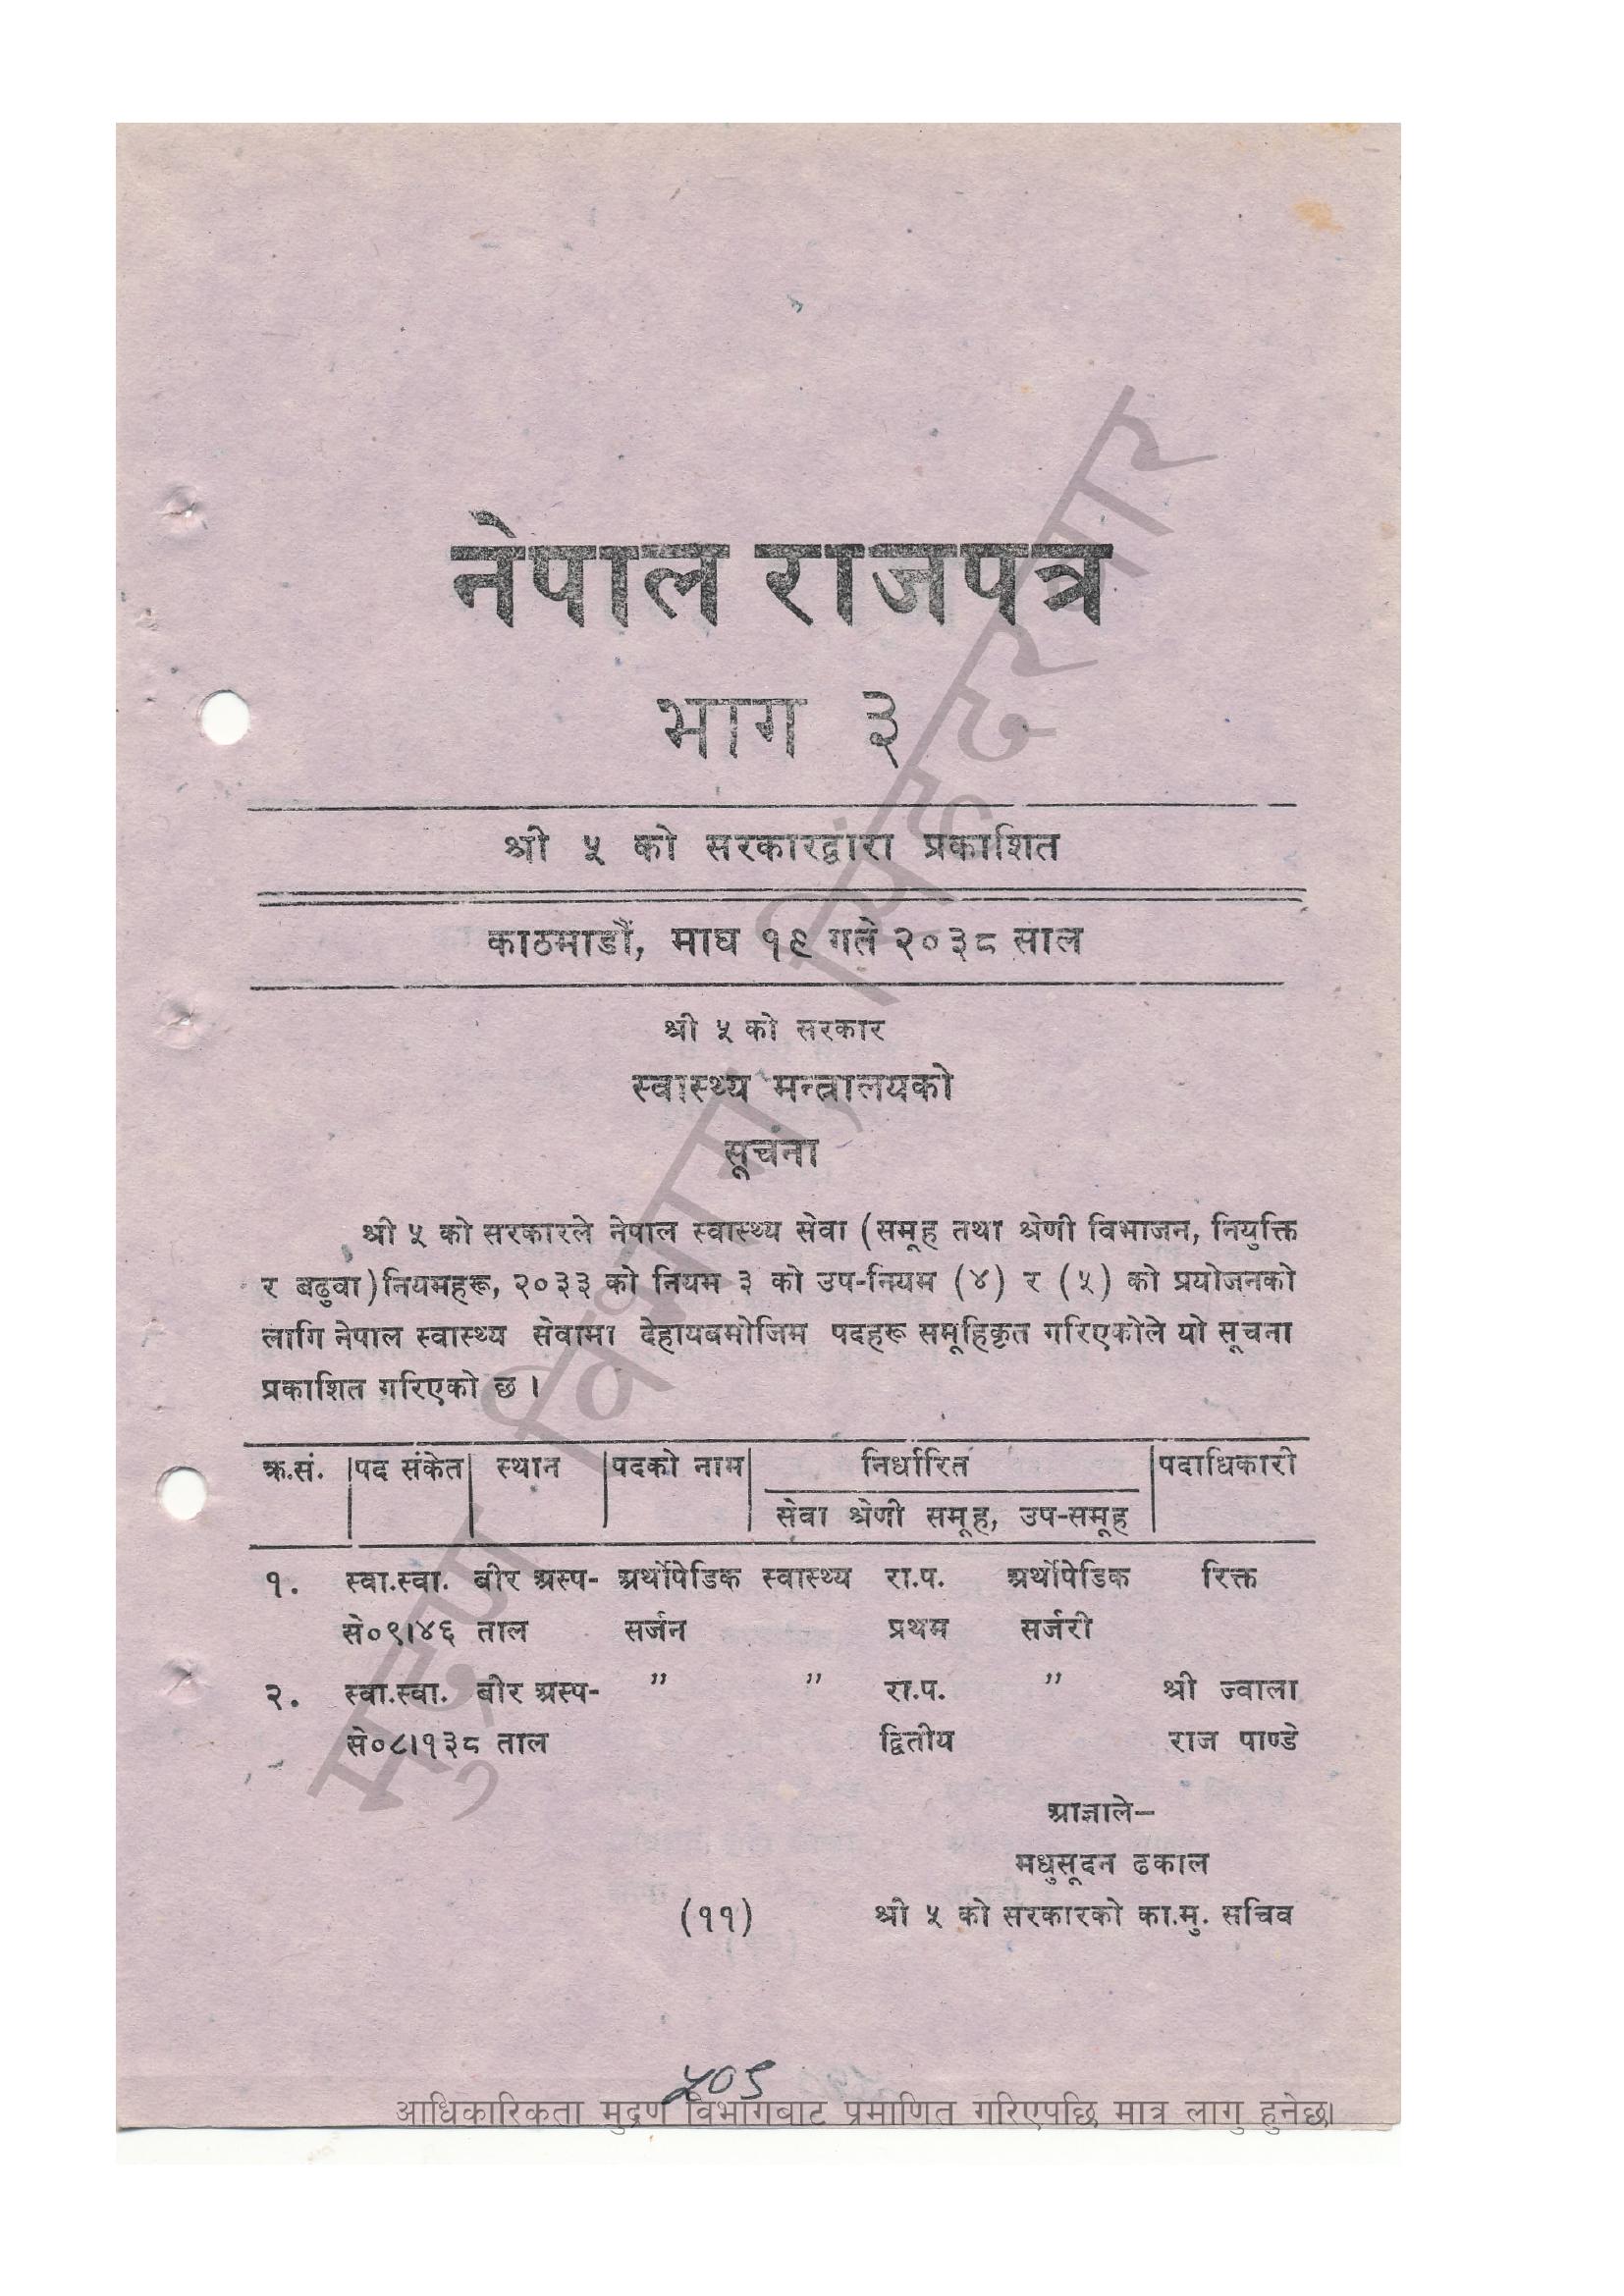 नेपाल राजपत्र
भाग ३
श्री ५ को सरकारद्वारा प्रकाशित
काठमाडौं, माघ १९ गते २०३८ साल
श्री ५ को सरकार
स्वास्थ्य मन्त्रालयको
सूचना
श्री ५ को सरकारले नेपाल स्वास्थ्य सेवा (समूह तथा श्रेणी विभाजन, नियुक्ति
र बढुवा) नियमहरू, २०३३ को नियम ३ को उप-नियम (४) र (५) को प्रयोजनको
लागि नेपाल स्वास्थ्य सेवामा देहायबमोजिम पदहरू समूहिकृत गरिएकोले यो सूचना
प्रकाशित गरिएको छ ।
क्र.सं. पद संकेत स्थान पदको नाम निर्धारित पदाधिकारी
सेवा श्रेणी समूह, उप-समूह
१. स्वा.स्वा. बीर अस्प- अर्थोपेडिक स्वास्थ्य रा.प. अर्थोपेडिक रिक्त
से०९।४६ ताल सर्जन प्रथम सर्जरी
२. स्वा.स्वा. बीर अस्प- " " रा.प. " श्री ज्वाला
से०८।१३८ ताल द्वितीय राज पाण्डे
आज्ञाले–
मधुसूदन ढकाल
(११) श्री ५ को सरकारको का.मु. सचिव
५०९
आधिकारिकता मुद्रण विभागबाट प्रमाणित गरिएपछि मात्र लागु हुनेछ।
मुद्रण विभाग, सिंहदरबार